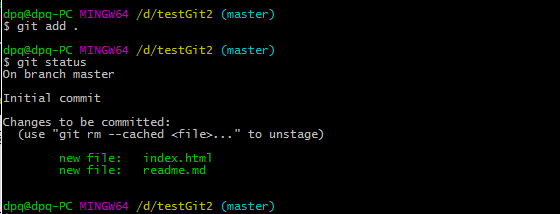 dpq@dpq-PC MINGW64 /d/testGit2 (master)
$ git add .
dpq@dpq-PC MINGW64 /d/testGit2 (master)
$ git status
On branch master
Initial commit
Changes to be committed:
  (use "git rm --cached <file>..." to unstage)
        new file:   index.html
        new file:   readme.md
dpq@dpq-PC MINGW64 /d/testGit2 (master)